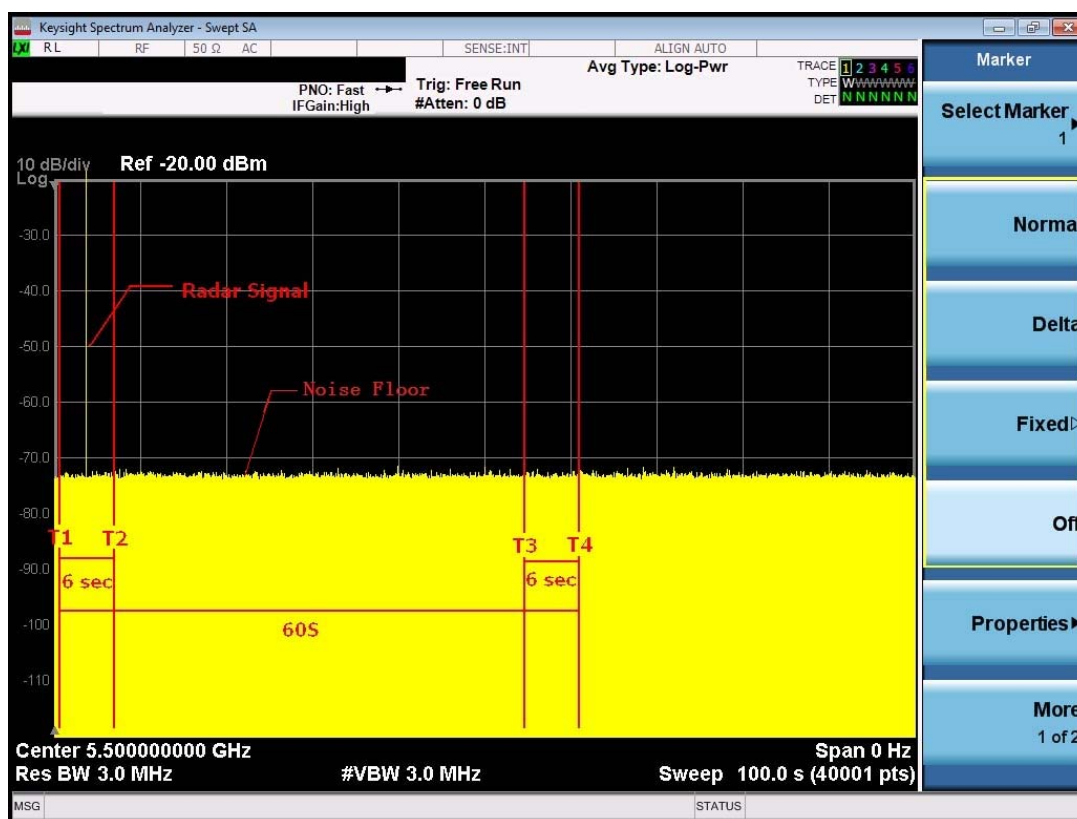 Keysight Spectrum Analyzer - Swept SA
LXI RL RF 50 Ω AC SENSE:INT ALIGN AUTO
Avg Type: Log-Pwr
TRACE 1 2 3 4 5 6
PNO: Fast Trig: Free Run
TYPE WWWWWW
IFGain:High #Atten: 0 dB
DET N N N N N N
10 dB/div Ref -20.00 dBm
Log
-30.0
-40.0
-50.0
-60.0
-70.0
-80.0
-90.0
-100
-110
Radar Signal
Noise Floor
T1 T2 T3 T4
6 sec 6 sec
60S
Center 5.500000000 GHz Span 0 Hz
Res BW 3.0 MHz #VBW 3.0 MHz Sweep 100.0 s (40001 pts)
MSG STATUS
Marker
Select Marker
1
Norma
Delta
Fixed
Off
Properties
More
1 of 2